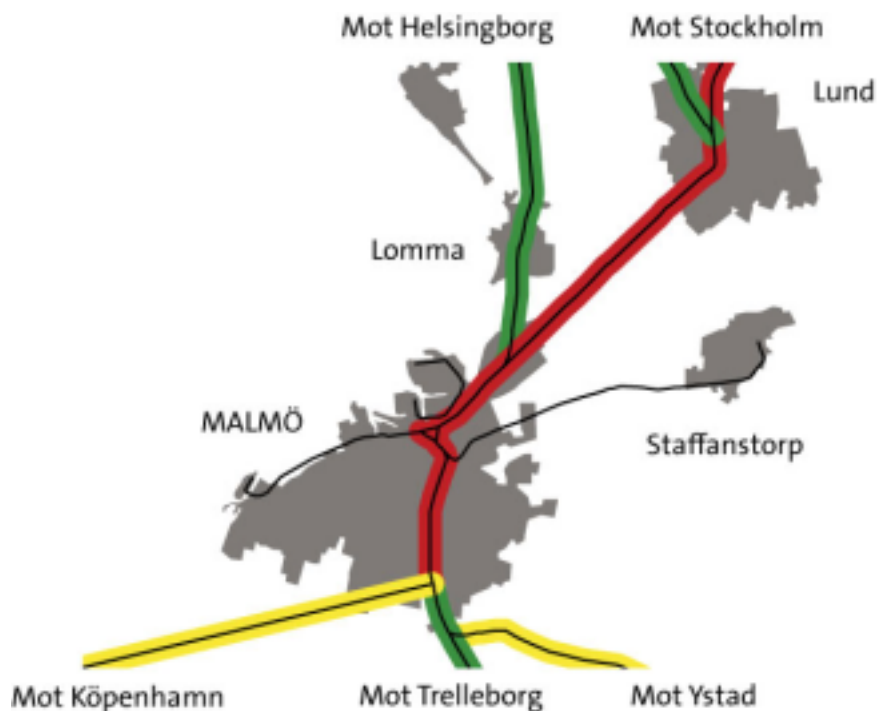 Mot Helsingborg
Mot Stockholm
Lund
Lomma
MALMÖ
Staffanstorp
Mot Köpenhamn
Mot Trelleborg
Mot Ystad